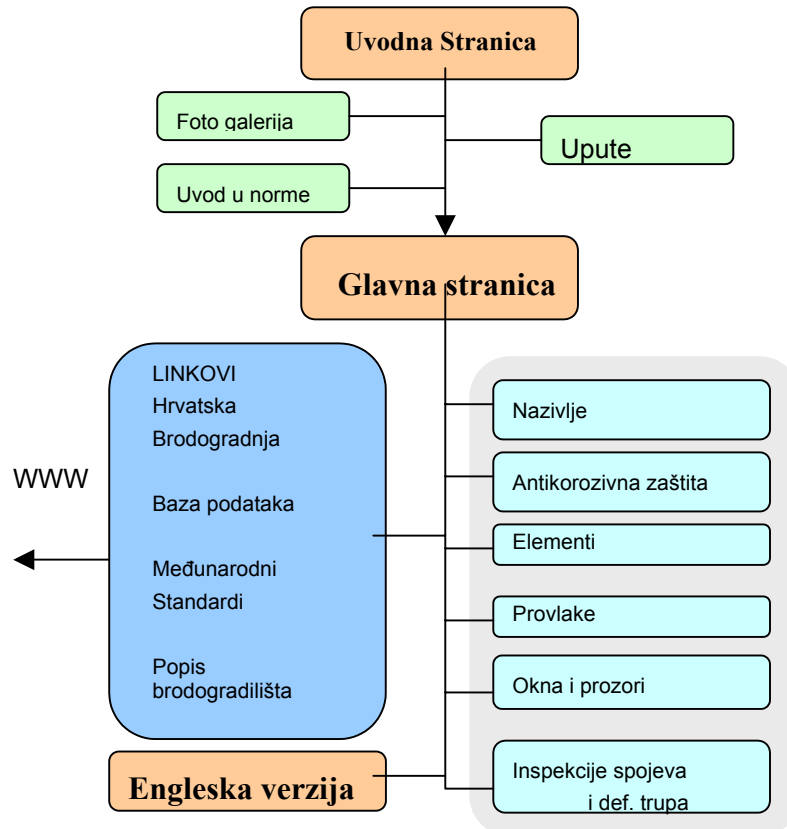 Uvodna Stranica
Foto galerija
Upute
Uvod u norme
Glavna stranica
LINKOVI
Hrvatska
Brodogradnja
Baza podataka
Međunarodni
Standardi
Popis
brodogradilišta
WWW
Nazivlje
Antikorozivna zaštita
Elementi
Provlake
Okna i prozori
Inspekcije spojeva
i def. trupa
Engleska verzija